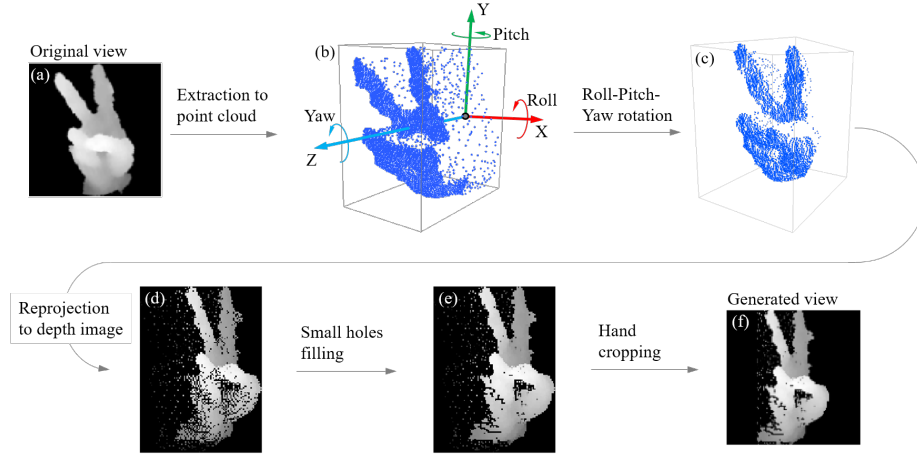 Original view
(a)
Extraction to
point cloud
(b)
Y
Pitch
Yaw
Z
Roll
X
Roll-Pitch-
Yaw rotation
(c)
Reprojection
to depth image
(d)
Small holes
filling
(e)
Hand
cropping
Generated view
(f)